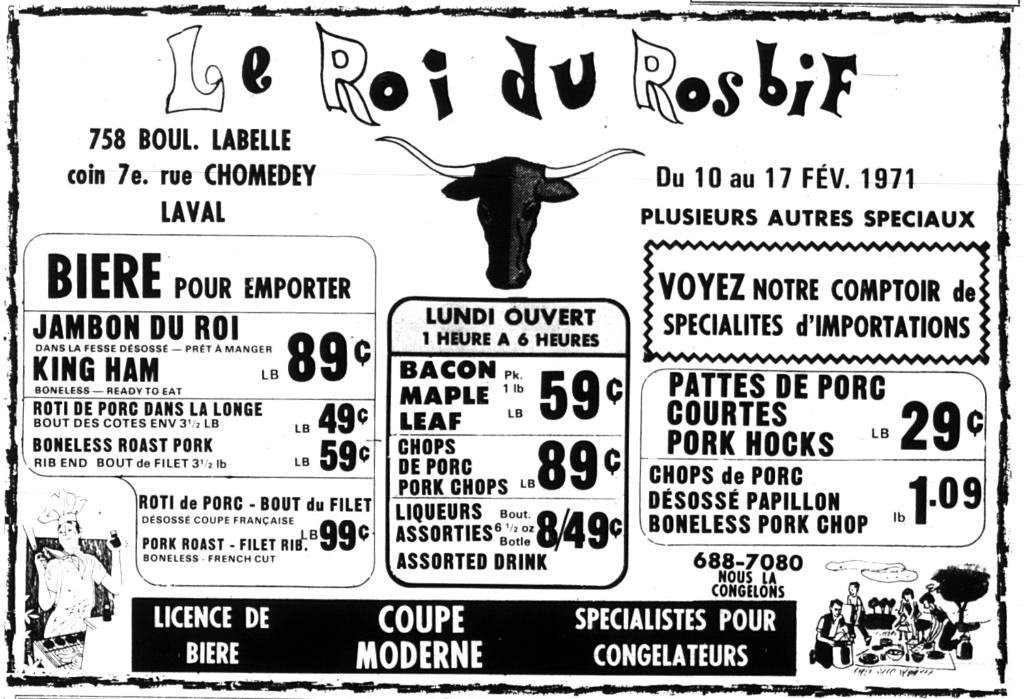 Le Roi du Rosbif
758 BOUL. LABELLE
coin 7e. rue CHOMEDEY
LAVAL
Du 10 au 17 FÉV. 1971
PLUSIEURS AUTRES SPECIAUX
BIERE POUR EMPORTER
JAMBON DU ROI
DANS LA FESSE DÉSOSSÉ — PRÊT À MANGER
KING HAM
BONELESS — READY TO EAT
LB 89¢
ROTI DE PORC DANS LA LONGE
BOUT DES COTES ENV 3½ LB
LB 49¢
BONELESS ROAST PORK
RIB END BOUT de FILET 3½ lb
LB 59¢
ROTI de PORC - BOUT du FILET
DÉSOSSÉ COUPE FRANÇAISE
PORK ROAST - FILET RIB.
BONELESS - FRENCH CUT
LB 99¢
LUNDI OUVERT
1 HEURE A 6 HEURES
BACON
MAPLE
LEAF
Pk.
1 lb
LB
59¢
CHOPS
DE PORC
PORK CHOPS
LB 89¢
LIQUEURS
ASSORTIES
Bout.
6 ½ oz
Botle
8/49¢
ASSORTED DRINK
VOYEZ NOTRE COMPTOIR de
SPECIALITES d'IMPORTATIONS
PATTES DE PORC
COURTES
PORK HOCKS
LB 29¢
CHOPS de PORC
DÉSOSSÉ PAPILLON
BONELESS PORK CHOP
lb 1.09
688-7080
NOUS LA
CONGELONS
LICENCE DE
BIERE
COUPE
MODERNE
SPECIALISTES POUR
CONGELATEURS